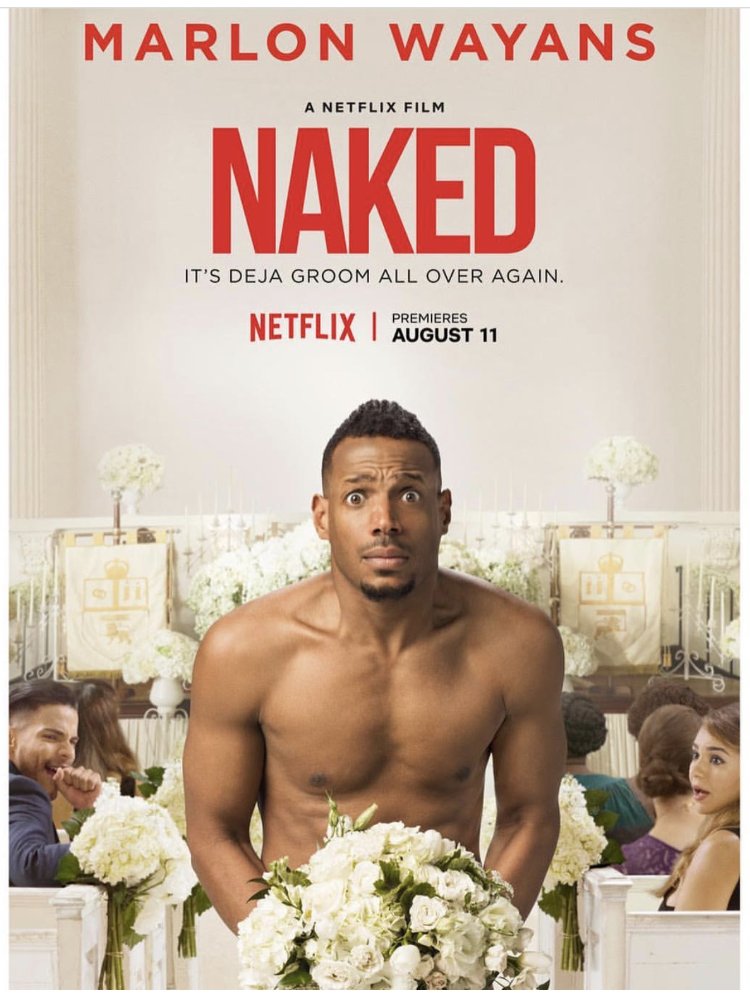 MARLON WAYANS
A NETFLIX FILM
NAKED
IT'S DEJA GROOM ALL OVER AGAIN.
NETFLIX | PREMIERES
AUGUST 11